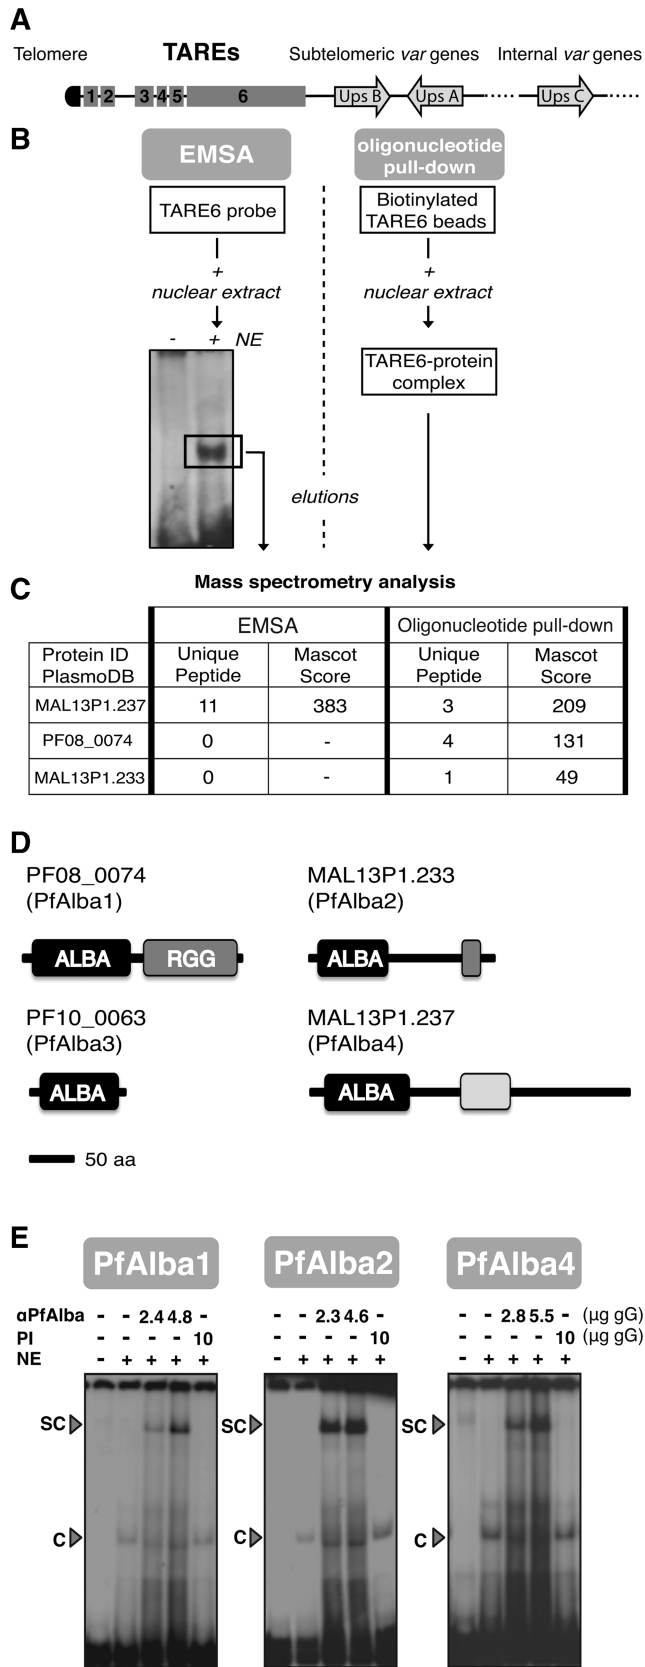 A
Telomere TAREs Subtelomeric var genes Internal var genes
1 2 3 4 5 6 Ups B Ups A Ups C
B
EMSA
TARE6 probe
+
nuclear extract
- + NE
oligonucleotide
pull-down
Biotinylated
TARE6 beads
+
nuclear extract
TARE6-protein
complex
elutions
Mass spectrometry analysis
C
EMSA Oligonucleotide pull-down
Protein ID Unique Mascot Unique Mascot
PlasmoDB Peptide Score Peptide Score
MAL13P1.237 11 383 3 209
PF08_0074 0 - 4 131
MAL13P1.233 0 - 1 49
D
PF08_0074 MAL13P1.233
(PfAlba1) (PfAlba2)
ALBA RGG ALBA
PF10_0063 MAL13P1.237
(PfAlba3) (PfAlba4)
ALBA ALBA
50 aa
E
PfAlba1 PfAlba2 PfAlba4
αPfAlba - - 2.4 4.8 - - - 2.3 4.6 - - - 2.8 5.5 - (µg gG)
PI 10 10 10 (µg gG)
NE - + + + + - + + + + - + + + +
SC SC SC
C C C